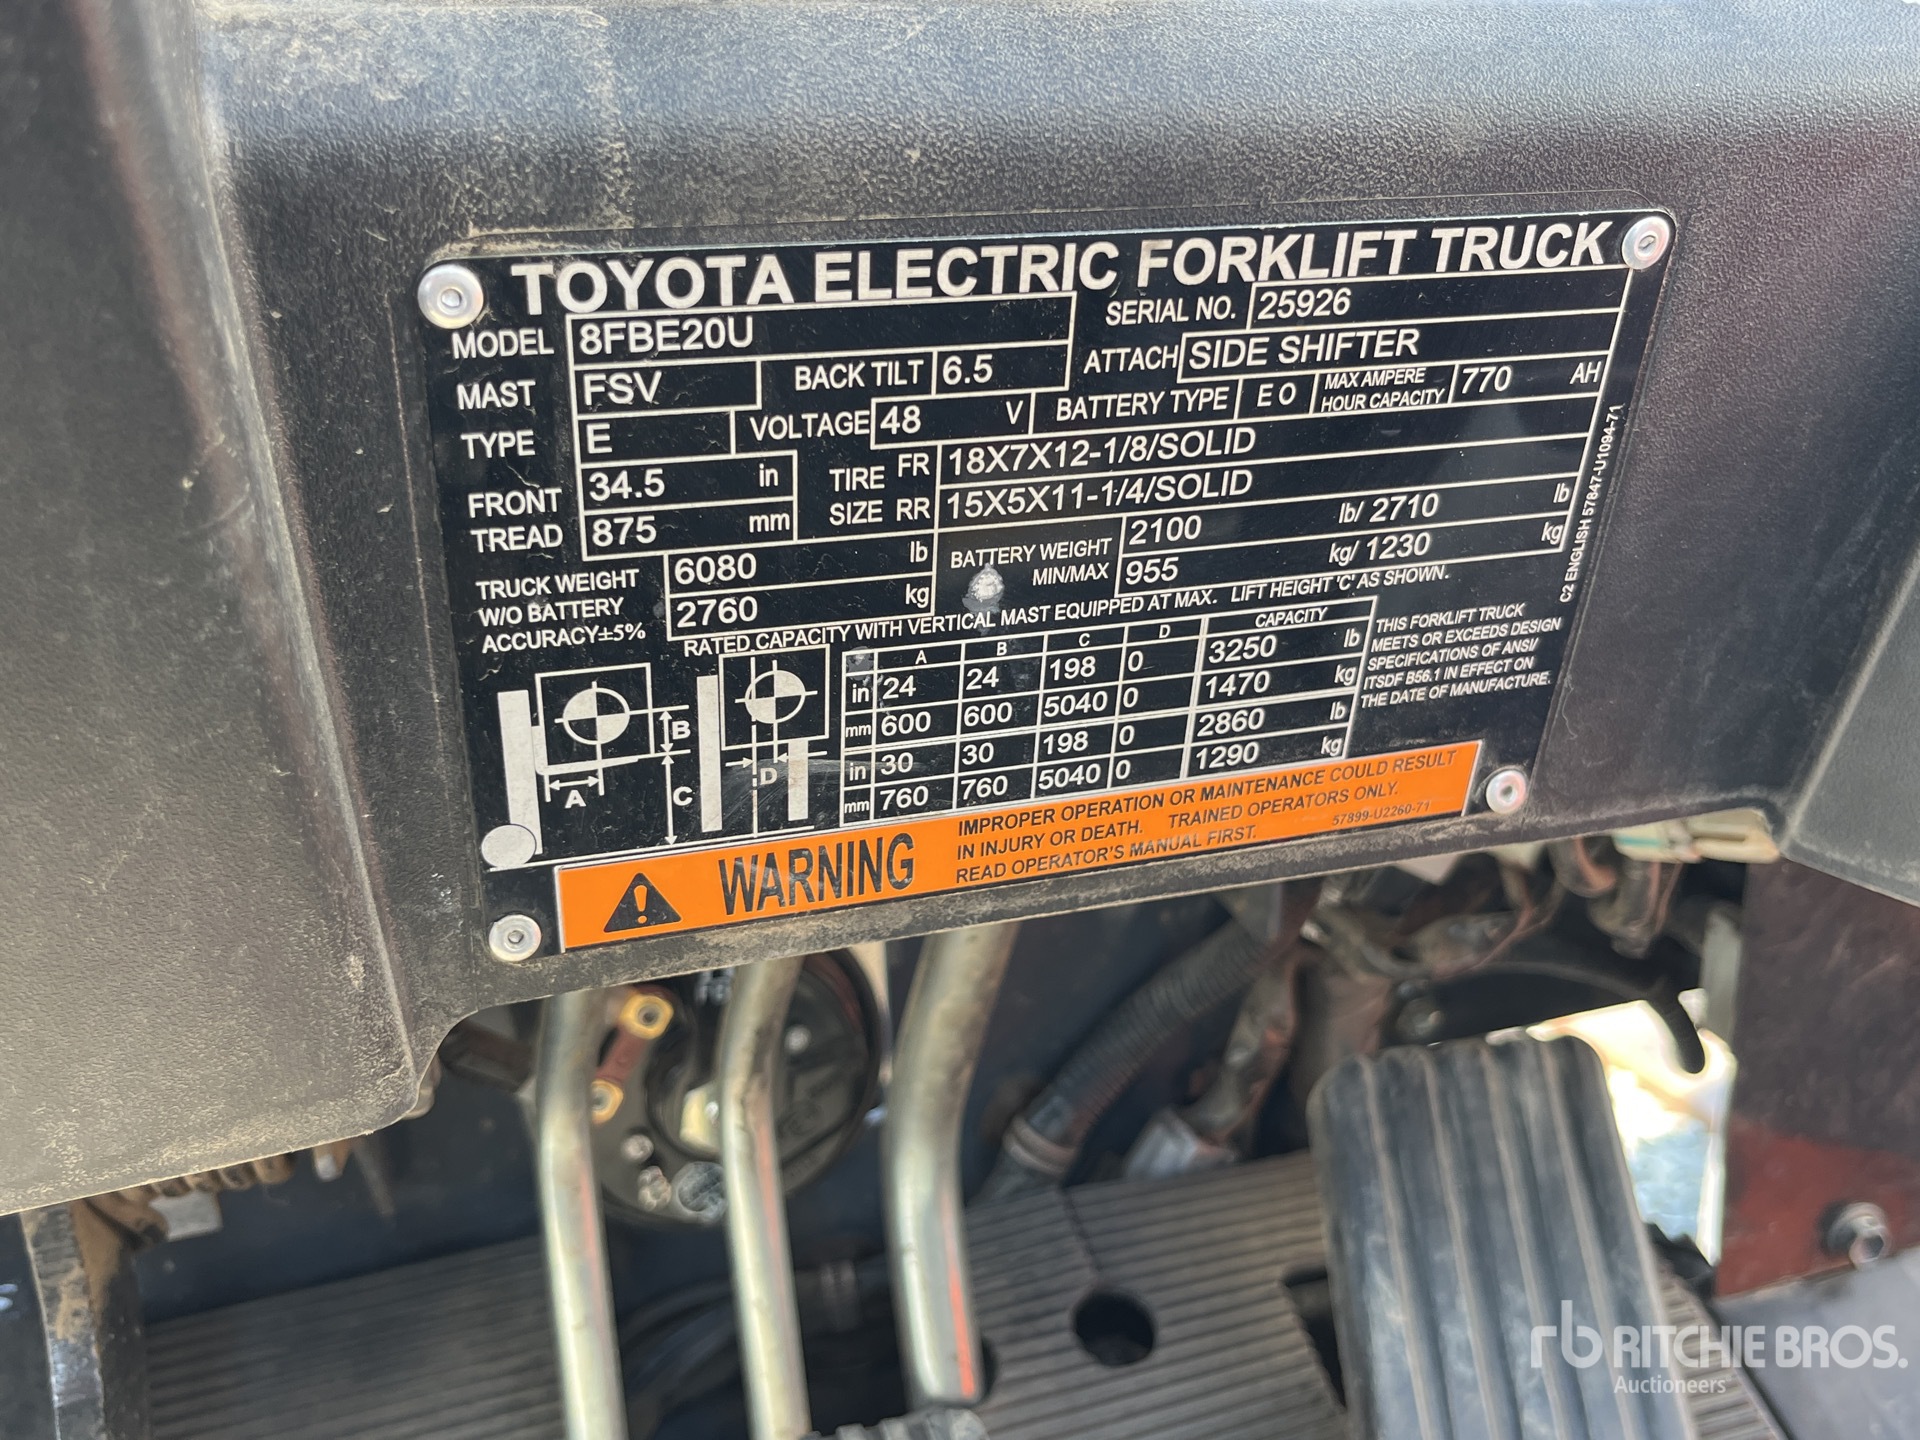 TOYOTA ELECTRIC FORKLIFT TRUCK
MODEL 8FBE20U SERIAL NO. 25926
MAST FSV BACK TILT 6.5 ATTACH SIDE SHIFTER
TYPE E VOLTAGE 48 V BATTERY TYPE E O MAX AMPERE HOUR CAPACITY 770 AH
FRONT TREAD 34.5 in
875 mm
TIRE SIZE FR 18X7X12-1/8/SOLID
RR 15X5X11-1/4/SOLID
TRUCK WEIGHT W/O BATTERY ACCURACY±5% 6080 lb
2760 kg
BATTERY WEIGHT MIN/MAX 2100 lb/ 2710 lb
955 kg/ 1230 kg
RATED CAPACITY WITH VERTICAL MAST EQUIPPED AT MAX. LIFT HEIGHT 'C' AS SHOWN.
A B C D CAPACITY
in 24 24 198 0 3250 lb
mm 600 600 5040 0 1470 kg
in 30 30 198 0 2860 lb
mm 760 760 5040 0 1290 kg
B
A
C
D
THIS FORKLIFT TRUCK
MEETS OR EXCEEDS DESIGN
SPECIFICATIONS OF ANSI/
ITSDF B56.1 IN EFFECT ON
THE DATE OF MANUFACTURE.
C2 ENGLISH 57847-U1094-71
WARNING
IMPROPER OPERATION OR MAINTENANCE COULD RESULT
IN INJURY OR DEATH. TRAINED OPERATORS ONLY.
READ OPERATOR'S MANUAL FIRST.
57899-U2260-71
rb RITCHIE BROS.
Auctioneers